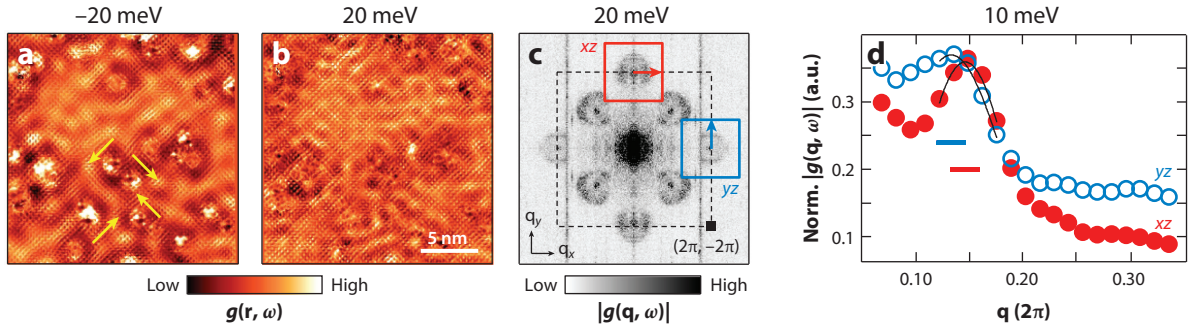 −20 meV
20 meV
20 meV
10 meV
a
b
c
d
xz
yz
5 nm
q_y
q_x
(2π, −2π)
Low
High
g(r, ω)
Low
High
|g(q, ω)|
Norm. |g(q, ω)| (a.u.)
0.3
0.2
0.1
yz
xz
0.10
0.20
0.30
q (2π)